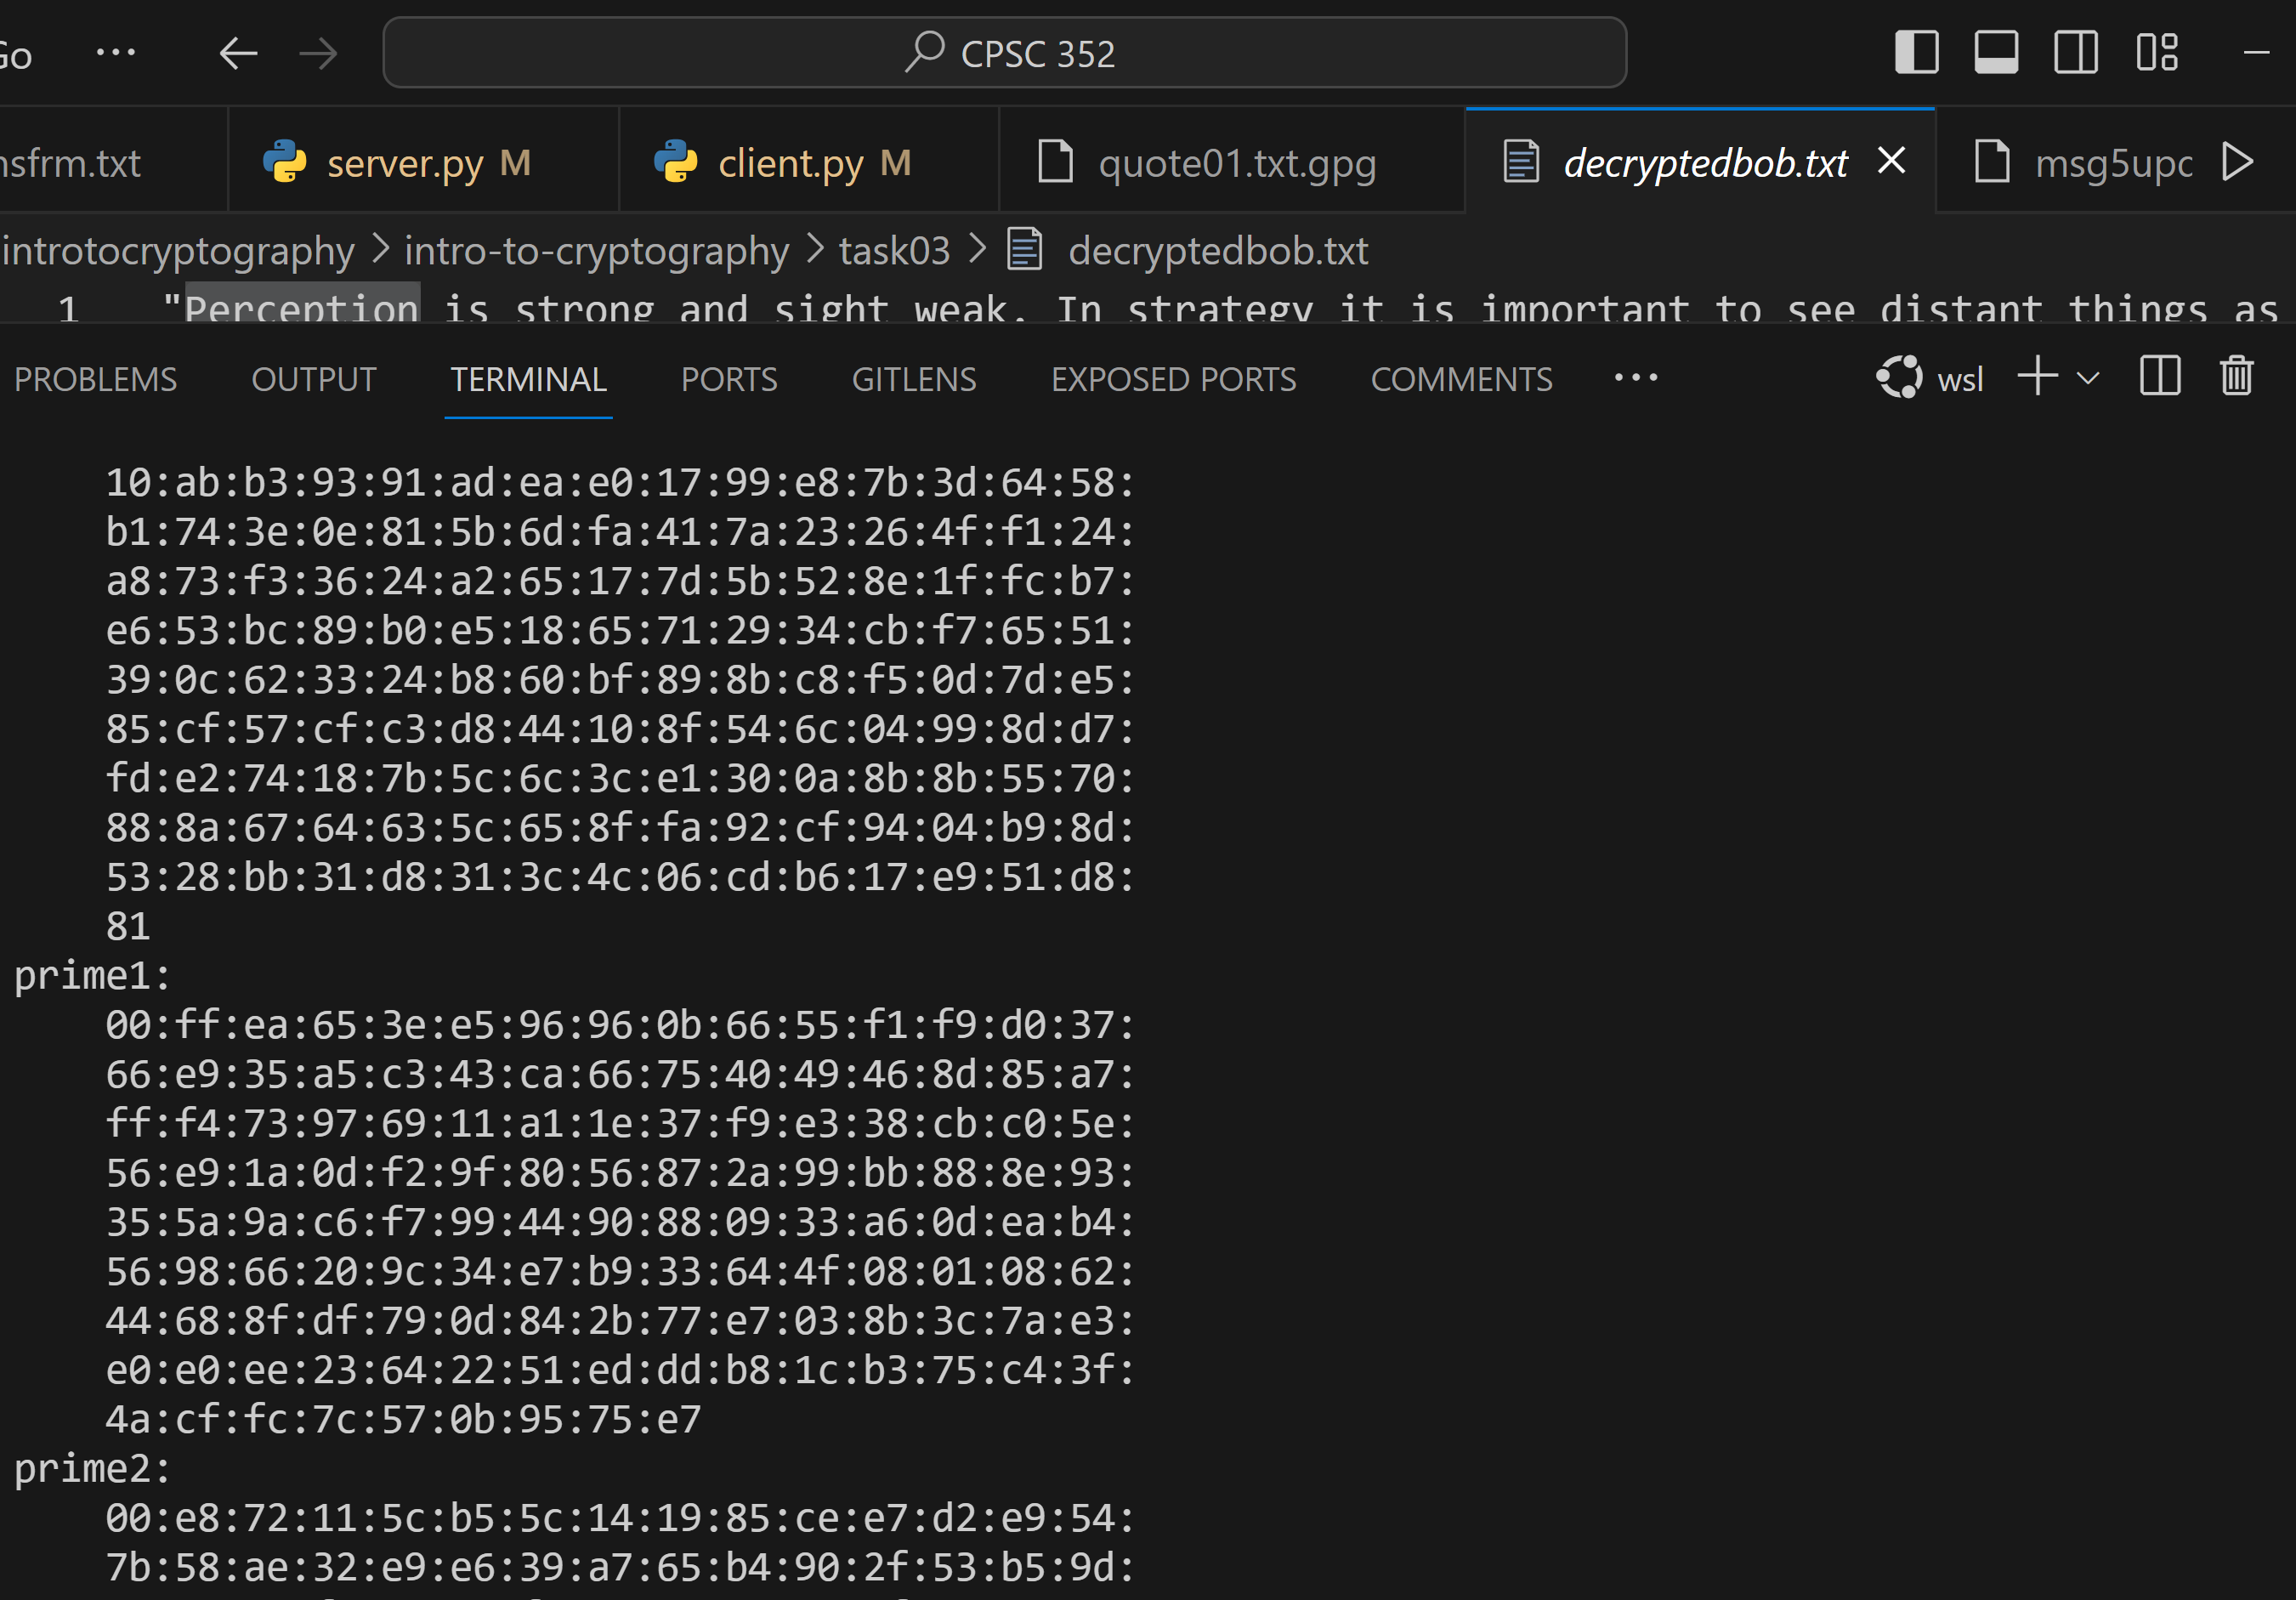 Go ··· CPSC 352
nsfrm.txt server.py M client.py M quote01.txt.gpg decryptedbob.txt msg5upc
introtocryptography > intro-to-cryptography > task03 > decryptedbob.txt
1 "Perception is strong and sight weak. In strategy it is important to see distant things as
PROBLEMS OUTPUT TERMINAL PORTS GITLENS EXPOSED PORTS COMMENTS ··· wsl
10:ab:b3:93:91:ad:ea:e0:17:99:e8:7b:3d:64:58:
b1:74:3e:0e:81:5b:6d:fa:41:7a:23:26:4f:f1:24:
a8:73:f3:36:24:a2:65:17:7d:5b:52:8e:1f:fc:b7:
e6:53:bc:89:b0:e5:18:65:71:29:34:cb:f7:65:51:
39:0c:62:33:24:b8:60:bf:89:8b:c8:f5:0d:7d:e5:
85:cf:57:cf:c3:d8:44:10:8f:54:6c:04:99:8d:d7:
fd:e2:74:18:7b:5c:6c:3c:e1:30:0a:8b:8b:55:70:
88:8a:67:64:63:5c:65:8f:fa:92:cf:94:04:b9:8d:
53:28:bb:31:d8:31:3c:4c:06:cd:b6:17:e9:51:d8:
81
prime1:
00:ff:ea:65:3e:e5:96:96:0b:66:55:f1:f9:d0:37:
66:e9:35:a5:c3:43:ca:66:75:40:49:46:8d:85:a7:
ff:f4:73:97:69:11:a1:1e:37:f9:e3:38:cb:c0:5e:
56:e9:1a:0d:f2:9f:80:56:87:2a:99:bb:88:8e:93:
35:5a:9a:c6:f7:99:44:90:88:09:33:a6:0d:ea:b4:
56:98:66:20:9c:34:e7:b9:33:64:4f:08:01:08:62:
44:68:8f:df:79:0d:84:2b:77:e7:03:8b:3c:7a:e3:
e0:e0:ee:23:64:22:51:ed:dd:b8:1c:b3:75:c4:3f:
4a:cf:fc:7c:57:0b:95:75:e7
prime2:
00:e8:72:11:5c:b5:5c:14:19:85:ce:e7:d2:e9:54:
7b:58:ae:32:e9:e6:39:a7:65:b4:90:2f:53:b5:9d: